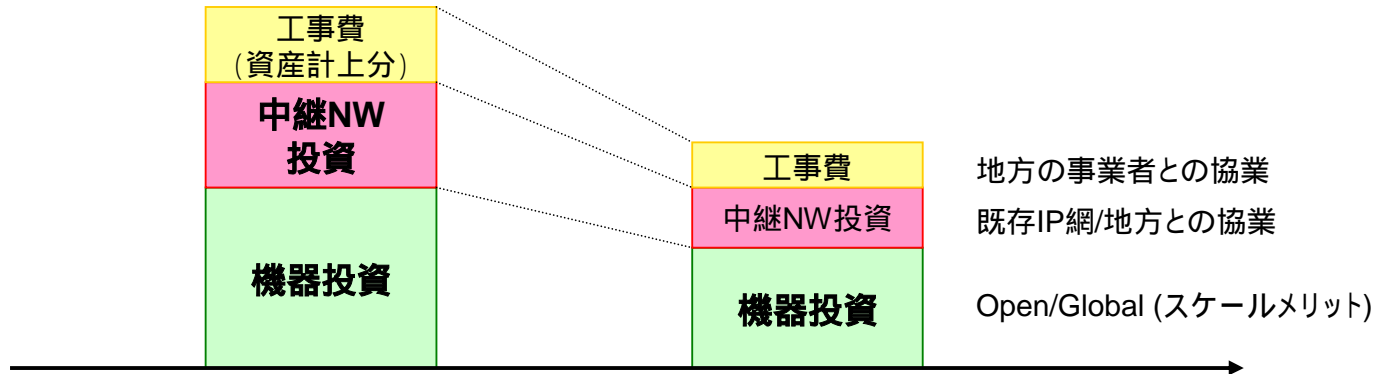 工事費
(資産計上分)
中継NW
投資
機器投資
工事費
中継NW投資
機器投資
地方の事業者との協業
既存IP網/地方との協業
Open/Global (スケールメリット)